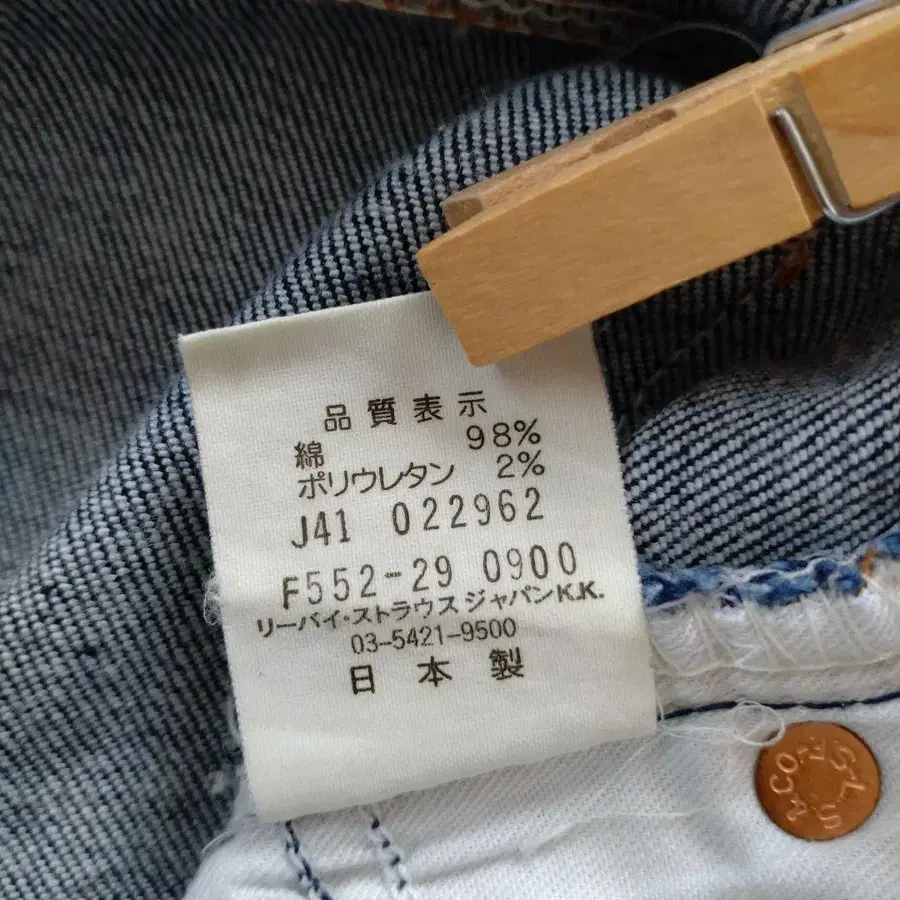 品質表示
綿 98%
ポリウレタン 2%
J41 022962
F552-29 0900
リーバイ・ストラウス ジャパンK.K.
03-5421-9500
日本製
L.S.&CO-S.F.